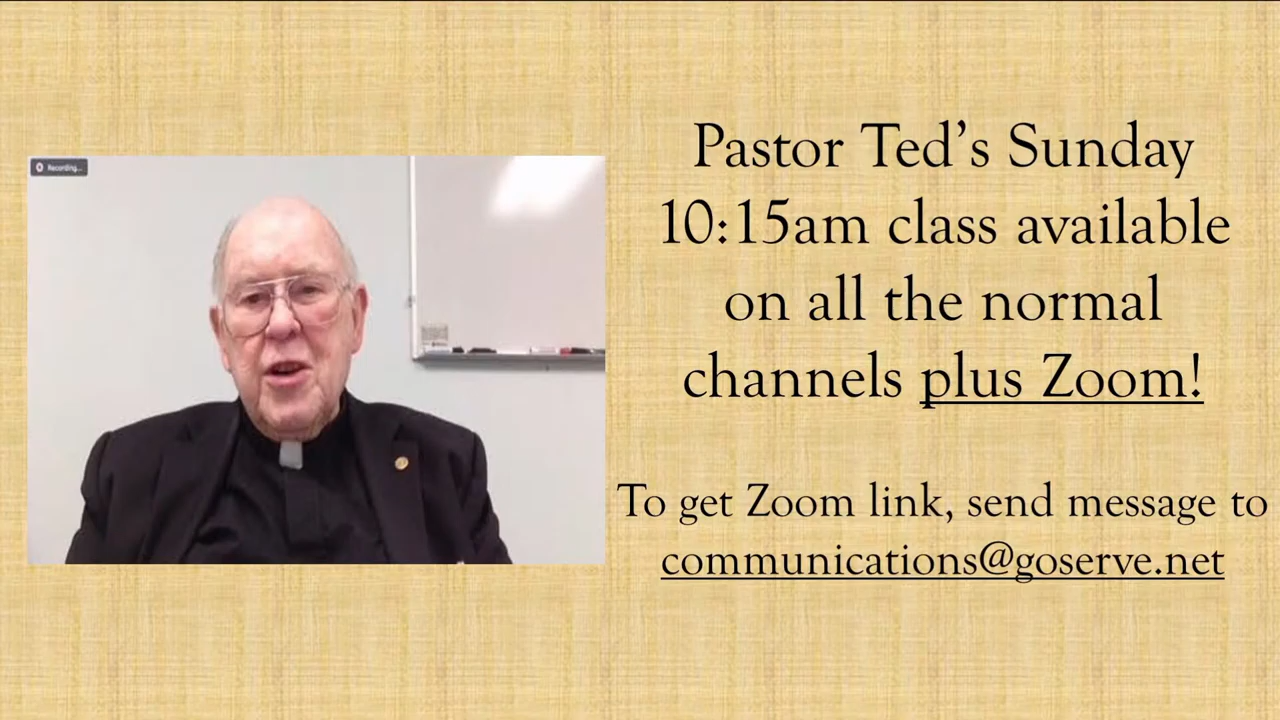 Recording...
Pastor Ted's Sunday
10:15am class available
on all the normal
channels plus Zoom!
To get Zoom link, send message to
communications@goserve.net